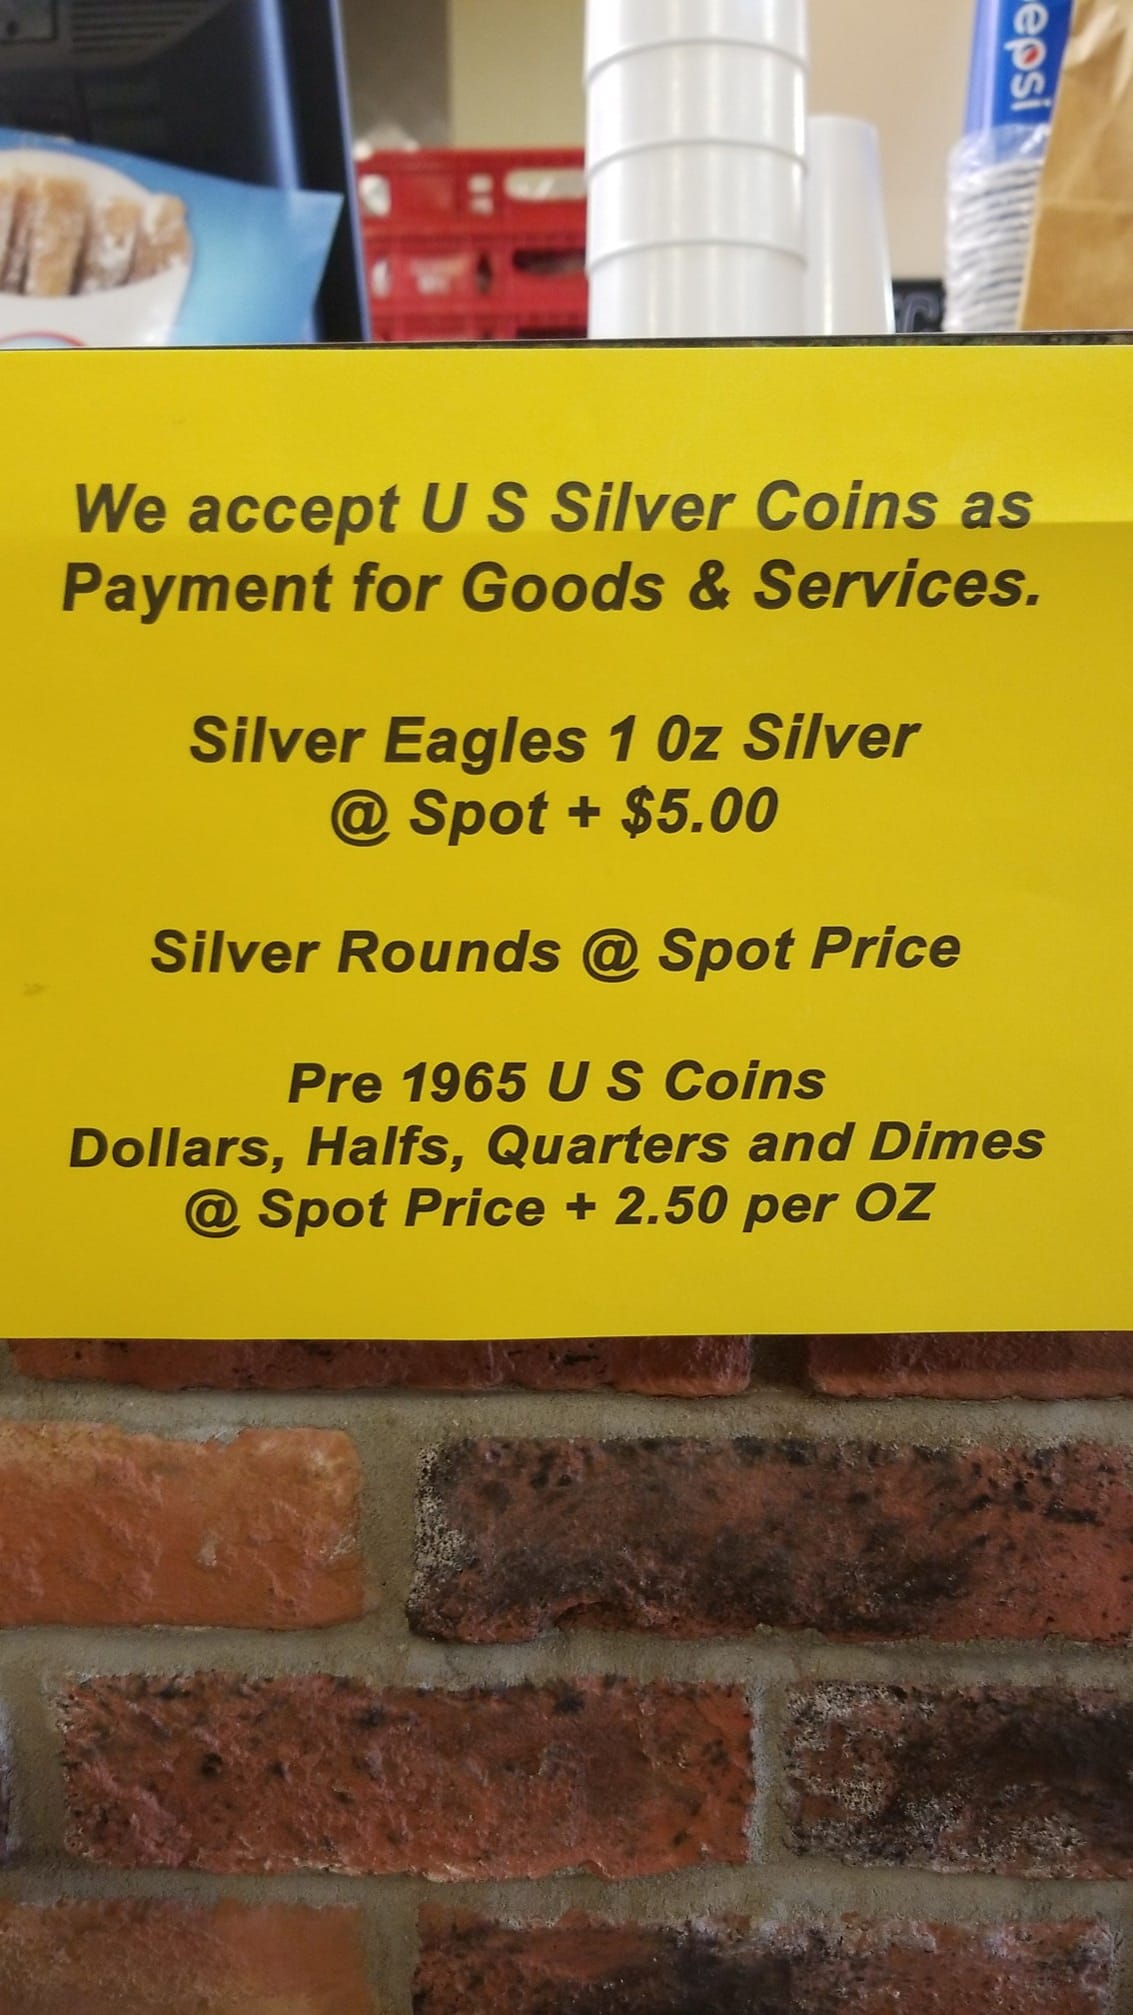 epsi
We accept U S Silver Coins as
Payment for Goods & Services.
Silver Eagles 1 Oz Silver
@ Spot + $5.00
Silver Rounds @ Spot Price
Pre 1965 U S Coins
Dollars, Halfs, Quarters and Dimes
@ Spot Price + 2.50 per OZ